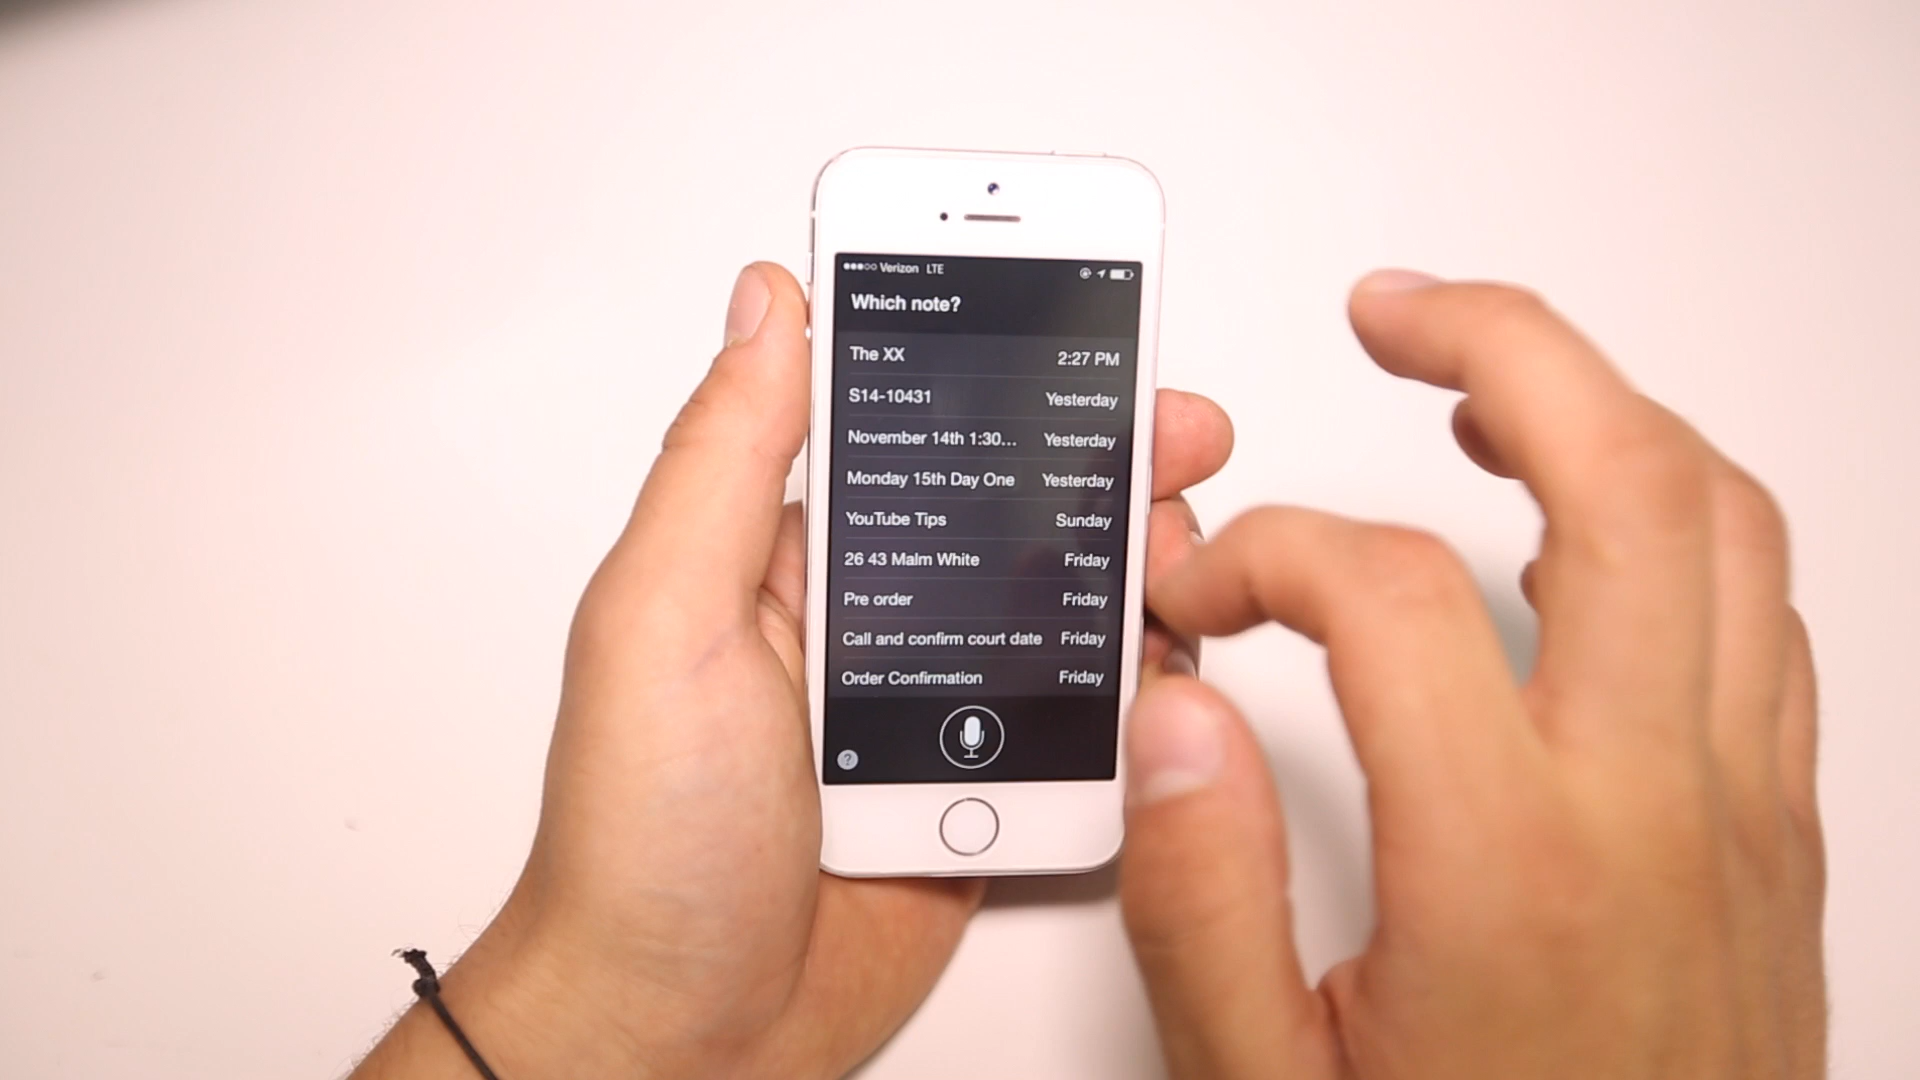 Verizon LTE
Which note?
The XX 2:27 PM
S14-10431 Yesterday
November 14th 1:30... Yesterday
Monday 15th Day One Yesterday
YouTube Tips Sunday
26 43 Malm White Friday
Pre order Friday
Call and confirm court date Friday
Order Confirmation Friday
?